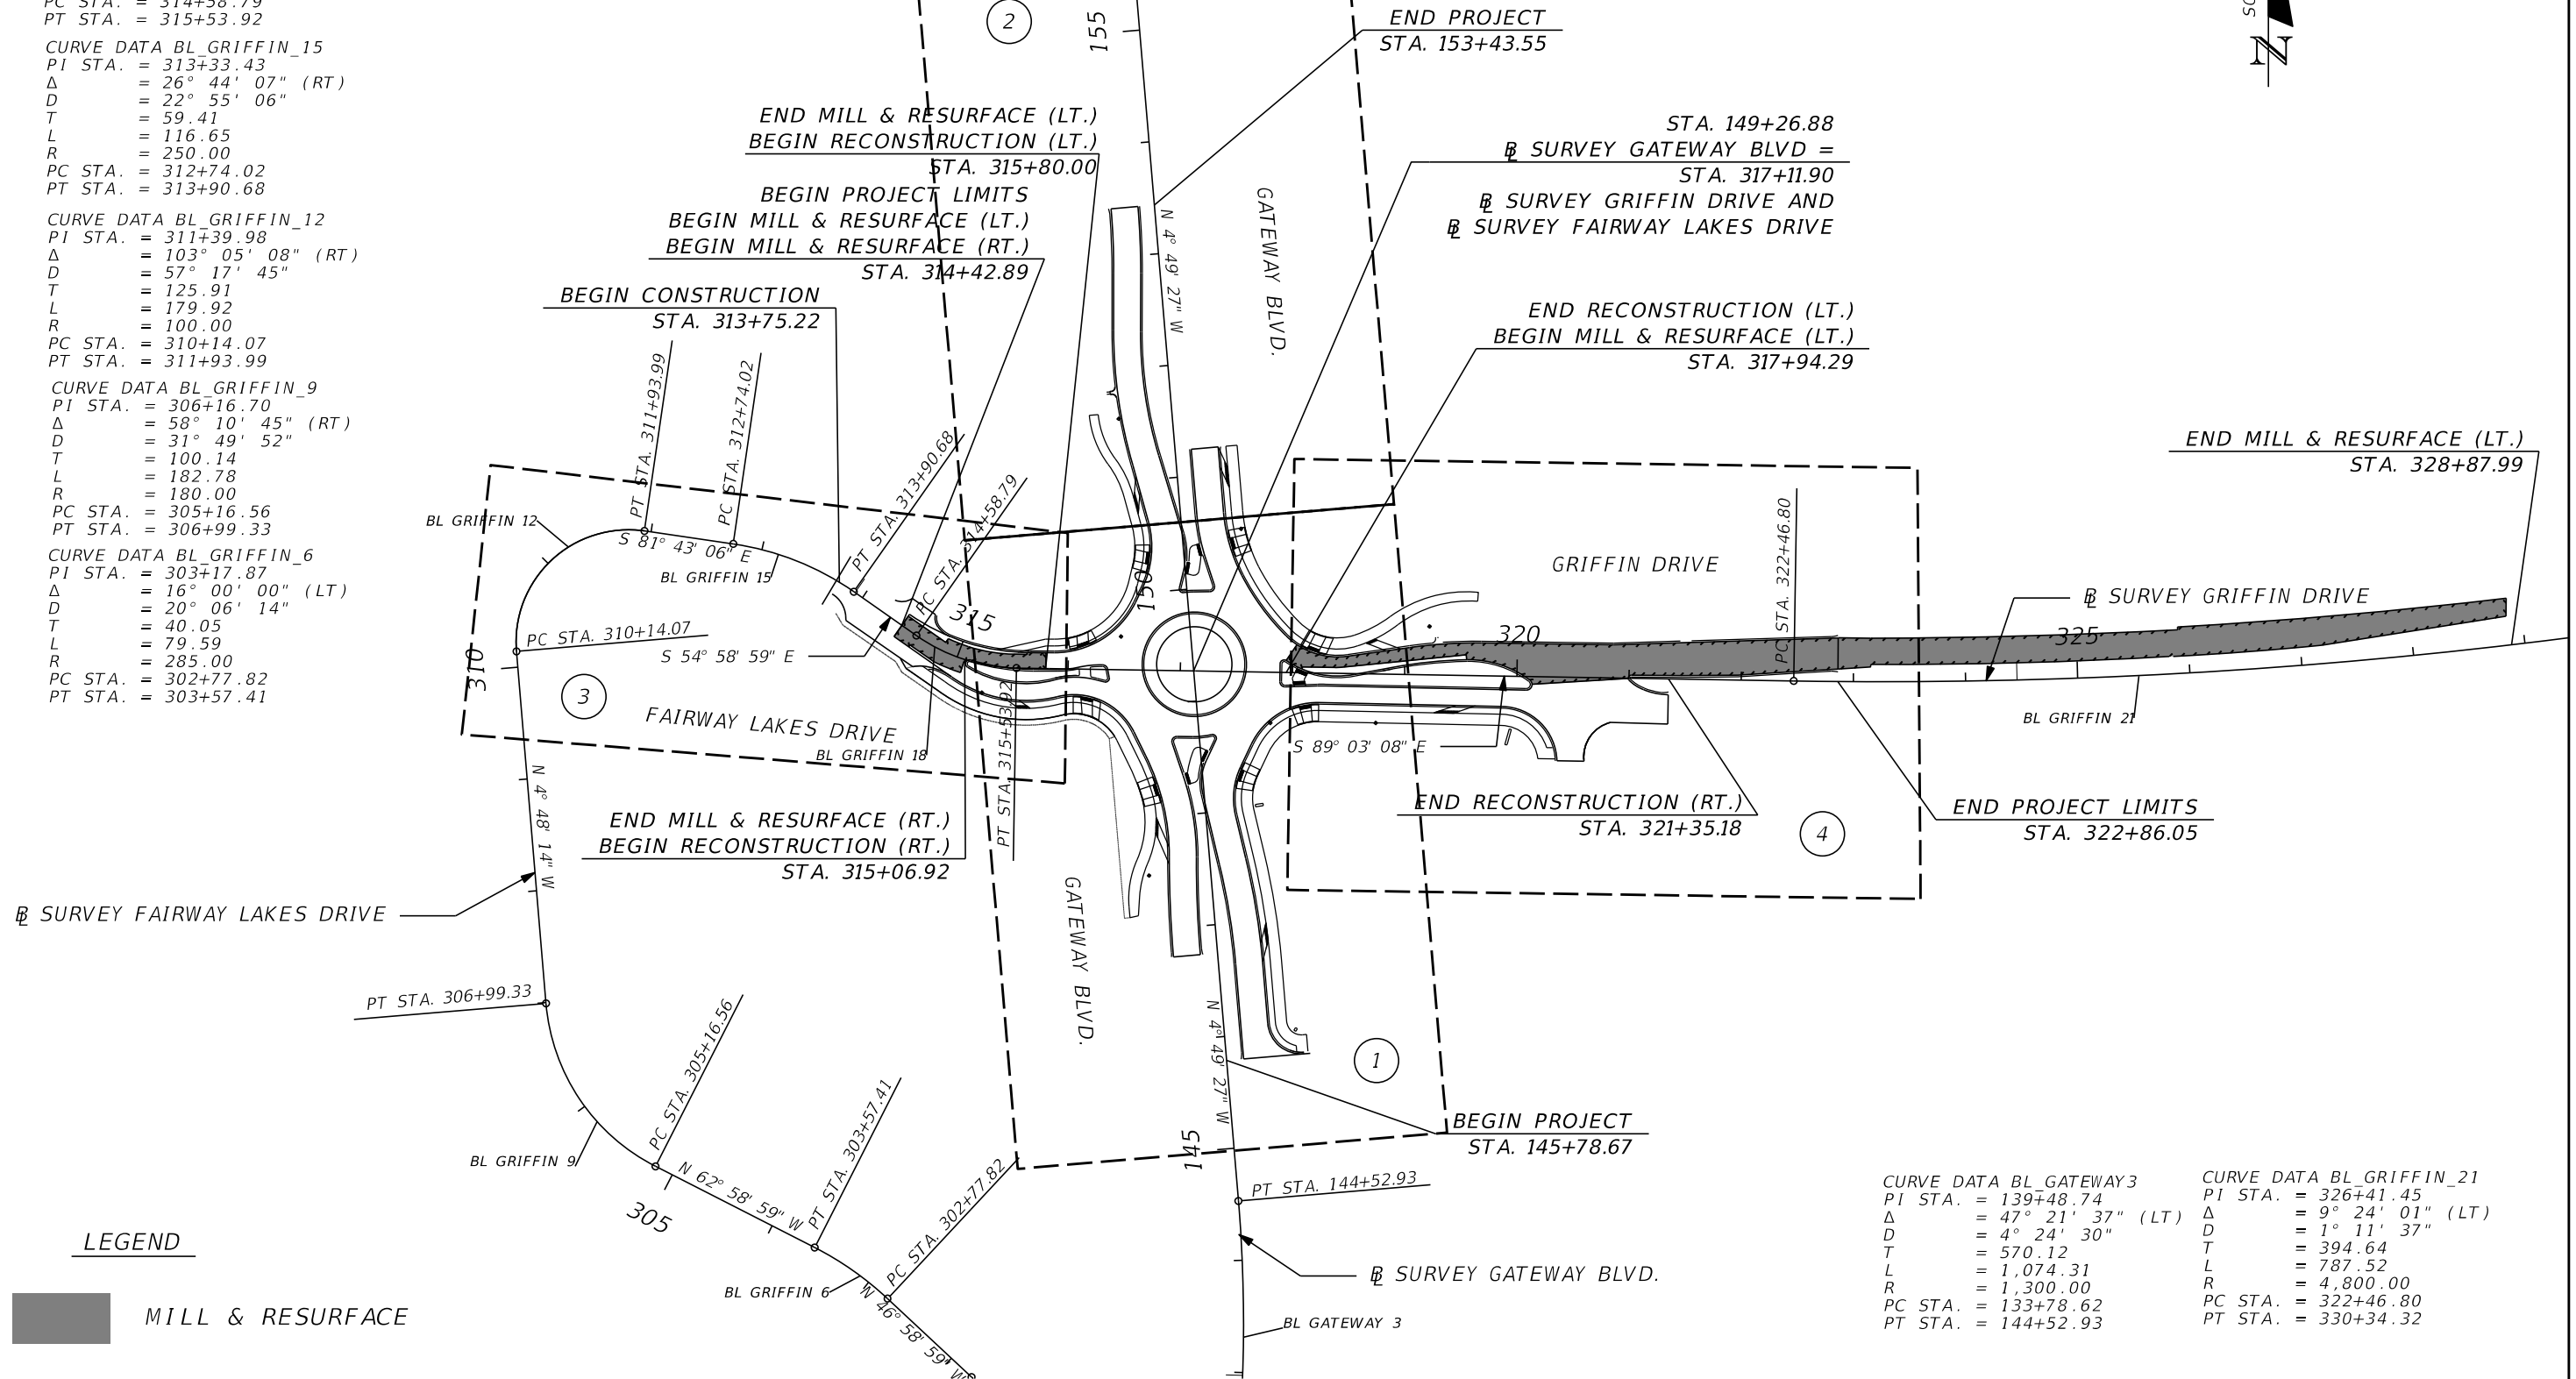 PC STA. = 314+58.79
PT STA. = 315+53.92
CURVE DATA BL_GRIFFIN_15
PI STA. = 313+33.43
Δ = 26° 44' 07" (RT)
D = 22° 55' 06"
T = 59.41
L = 116.65
R = 250.00
PC STA. = 312+74.02
PT STA. = 313+90.68
CURVE DATA BL_GRIFFIN_12
PI STA. = 311+39.98
Δ = 103° 05' 08" (RT)
D = 57° 17' 45"
T = 125.91
L = 179.92
R = 100.00
PC STA. = 310+14.07
PT STA. = 311+93.99
CURVE DATA BL_GRIFFIN_9
PI STA. = 306+16.70
Δ = 58° 10' 45" (RT)
D = 31° 49' 52"
T = 100.14
L = 182.78
R = 180.00
PC STA. = 305+16.56
PT STA. = 306+99.33
CURVE DATA BL_GRIFFIN_6
PI STA. = 303+17.87
Δ = 16° 00' 00" (LT)
D = 20° 06' 14"
T = 40.05
L = 79.59
R = 285.00
PC STA. = 302+77.82
PT STA. = 303+57.41
2
155
END PROJECT
STA. 153+43.55
N
END MILL & RESURFACE (LT.)
BEGIN RECONSTRUCTION (LT.)
STA. 315+80.00
BEGIN PROJECT LIMITS
BEGIN MILL & RESURFACE (LT.)
BEGIN MILL & RESURFACE (RT.)
STA. 314+42.89
BEGIN CONSTRUCTION
STA. 313+75.22
STA. 149+26.88
BL SURVEY GATEWAY BLVD =
STA. 317+11.90
BL SURVEY GRIFFIN DRIVE AND
BL SURVEY FAIRWAY LAKES DRIVE
N 4° 49' 27" W
GATEWAY BLVD.
END RECONSTRUCTION (LT.)
BEGIN MILL & RESURFACE (LT.)
STA. 317+94.29
END MILL & RESURFACE (LT.)
STA. 328+87.99
PT STA. 311+93.99
PC STA. 312+74.02
PT STA. 313+90.68
PC STA. 314+58.79
BL GRIFFIN 12
S 81° 43' 06" E
BL GRIFFIN 15
315
150
GRIFFIN DRIVE
PC STA. 322+46.80
BL SURVEY GRIFFIN DRIVE
320
325
PC STA. 310+14.07
S 54° 58' 59" E
310
3
FAIRWAY LAKES DRIVE
BL GRIFFIN 18
PT STA. 315+53.92
S 89° 03' 08" E
BL GRIFFIN 21
END RECONSTRUCTION (RT.)
STA. 321+35.18
4
END PROJECT LIMITS
STA. 322+86.05
END MILL & RESURFACE (RT.)
BEGIN RECONSTRUCTION (RT.)
STA. 315+06.92
N 4° 48' 14" W
BL SURVEY FAIRWAY LAKES DRIVE
GATEWAY BLVD.
PT STA. 306+99.33
PC STA. 305+16.56
PT STA. 303+57.41
N 4° 49' 27" W
1
BEGIN PROJECT
STA. 145+78.67
145
BL GRIFFIN 9
N 62° 58' 59" W
305
PC STA. 302+77.82
PT STA. 144+52.93
BL GRIFFIN 6
N 46° 58' 59" W
BL SURVEY GATEWAY BLVD.
BL GATEWAY 3
LEGEND
MILL & RESURFACE
CURVE DATA BL_GATEWAY3
PI STA. = 139+48.74
Δ = 47° 21' 37" (LT)
D = 4° 24' 30"
T = 570.12
L = 1,074.31
R = 1,300.00
PC STA. = 133+78.62
PT STA. = 144+52.93
CURVE DATA BL_GRIFFIN_21
PI STA. = 326+41.45
Δ = 9° 24' 01" (LT)
D = 1° 11' 37"
T = 394.64
L = 787.52
R = 4,800.00
PC STA. = 322+46.80
PT STA. = 330+34.32